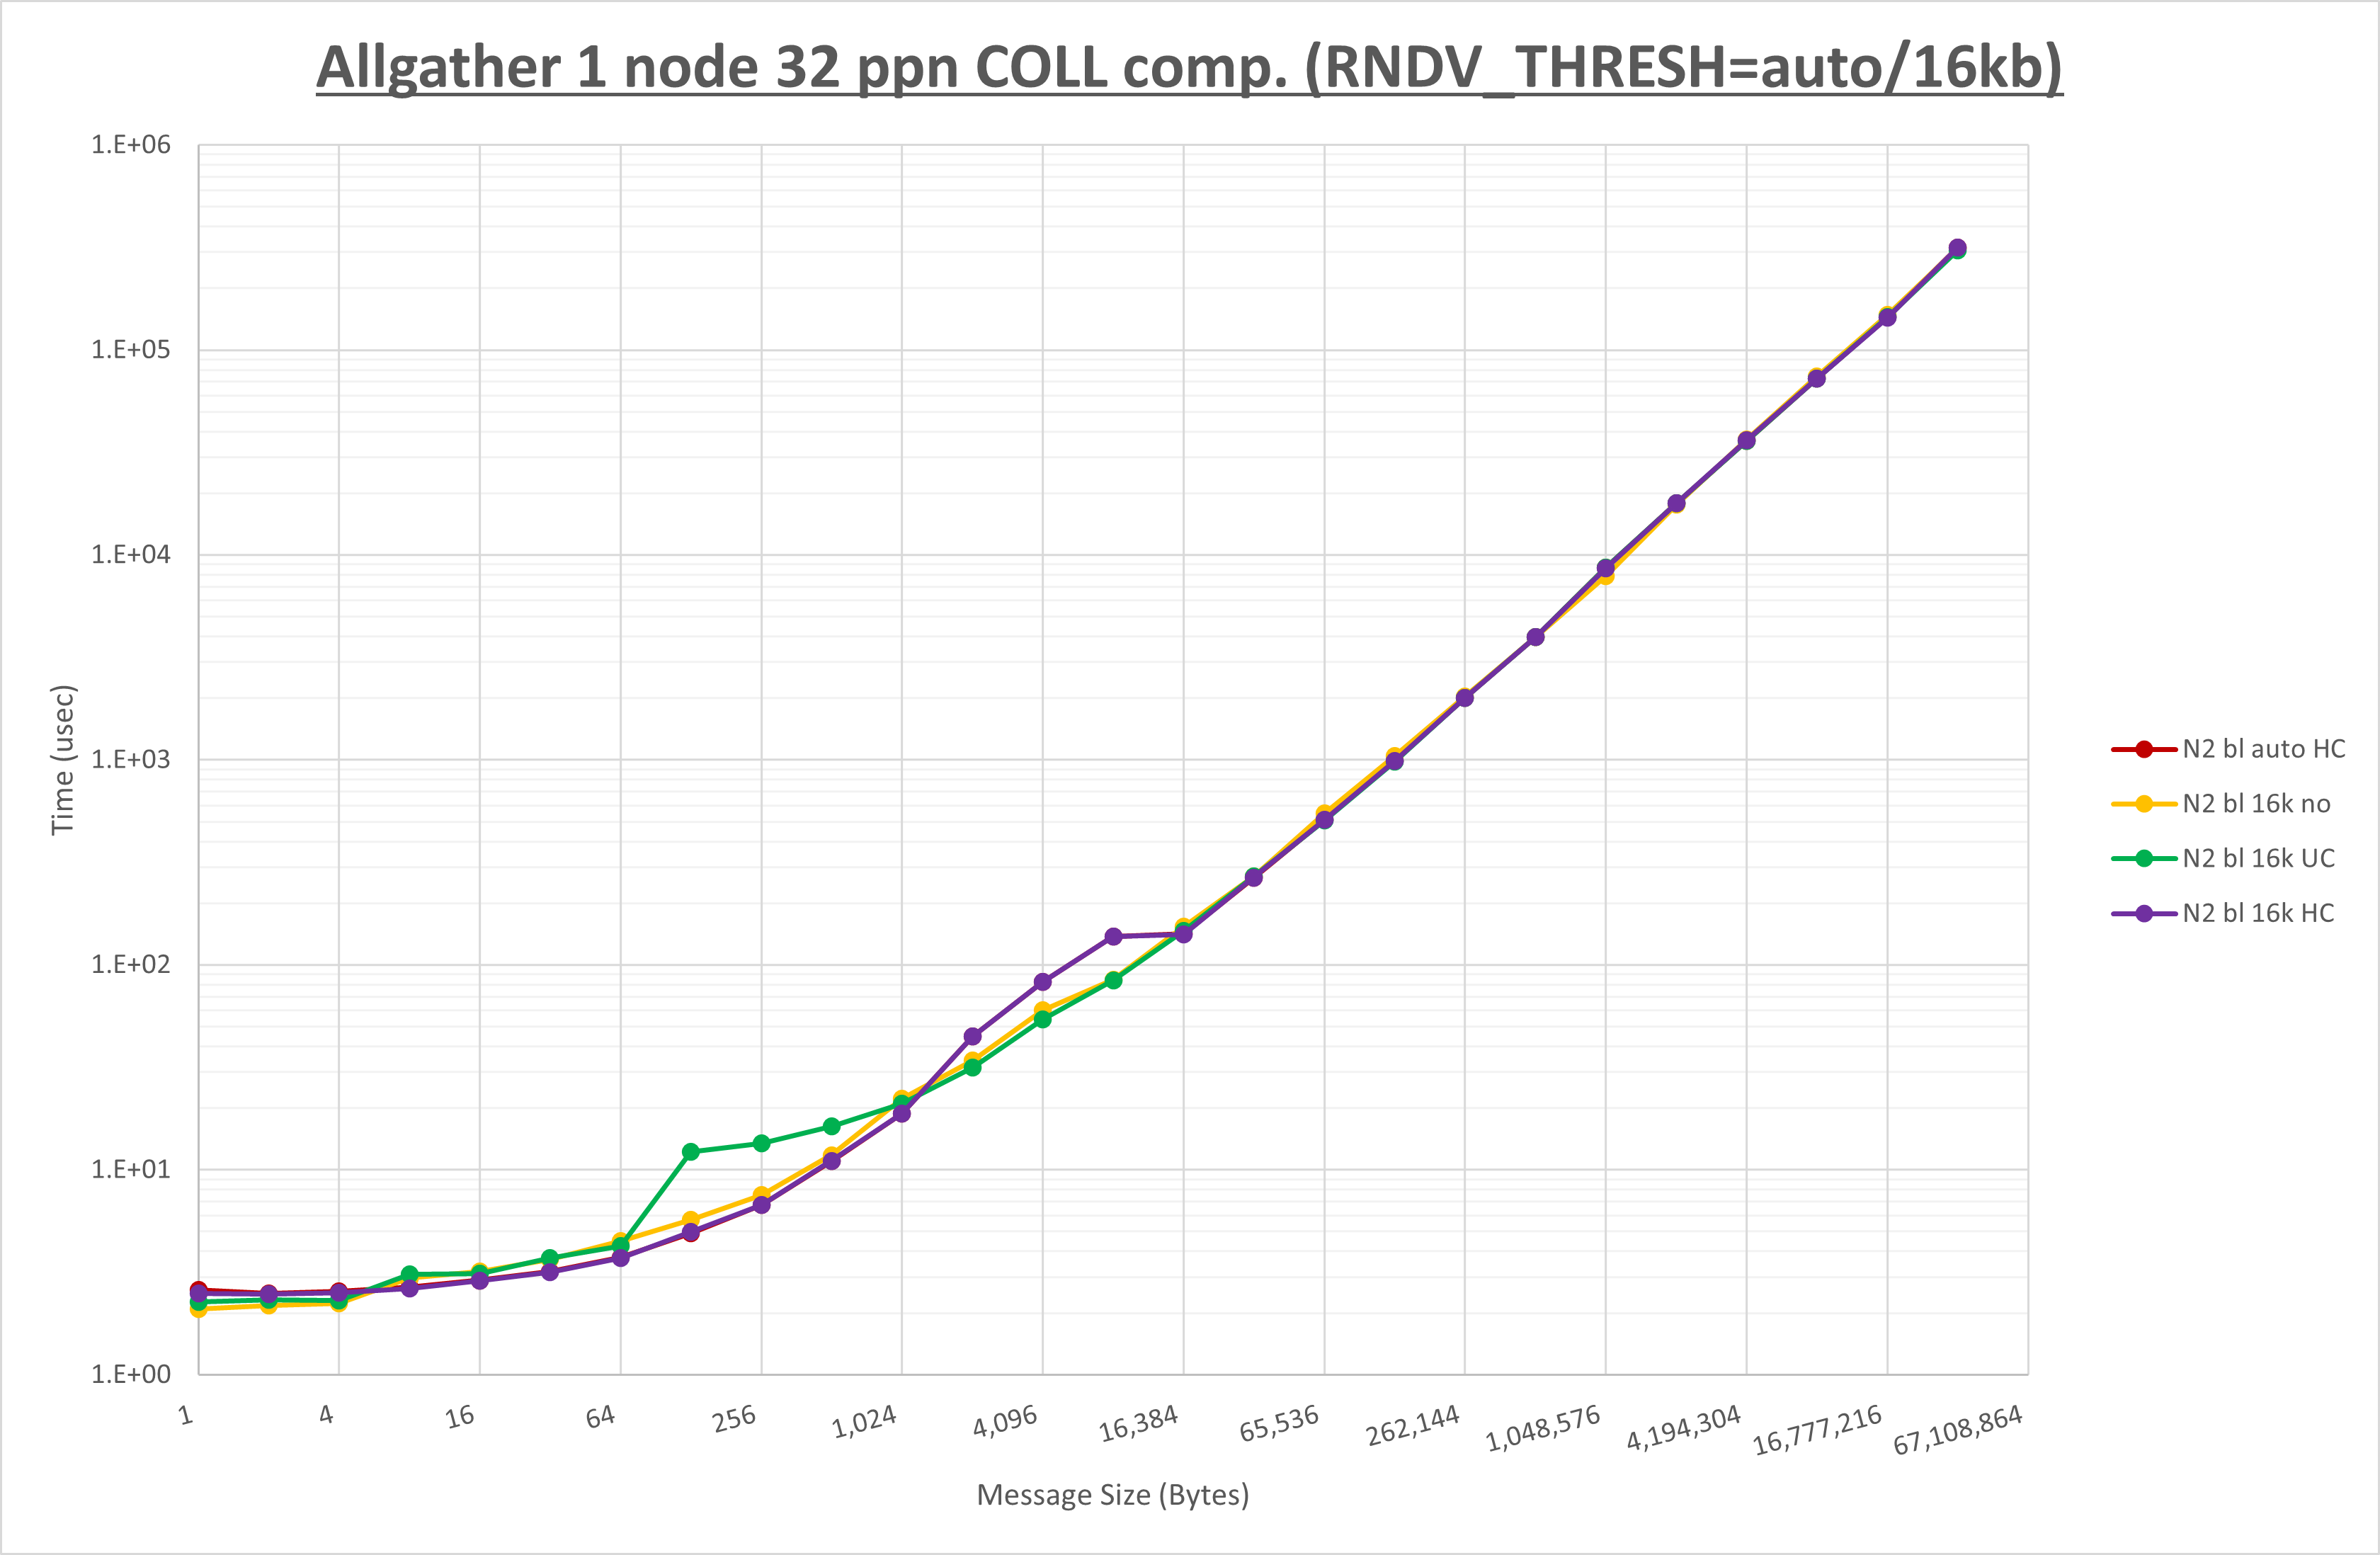 Allgather 1 node 32 ppn COLL comp. (RNDV_THRESH=auto/16kb)
1.E+06
1.E+05
1.E+04
1.E+03
1.E+02
1.E+01
1.E+00
Time (usec)
1
4
16
64
256
1,024
4,096
16,384
65,536
262,144
1,048,576
4,194,304
16,777,216
67,108,864
Message Size (Bytes)
N2 bl auto HC
N2 bl 16k no
N2 bl 16k UC
N2 bl 16k HC